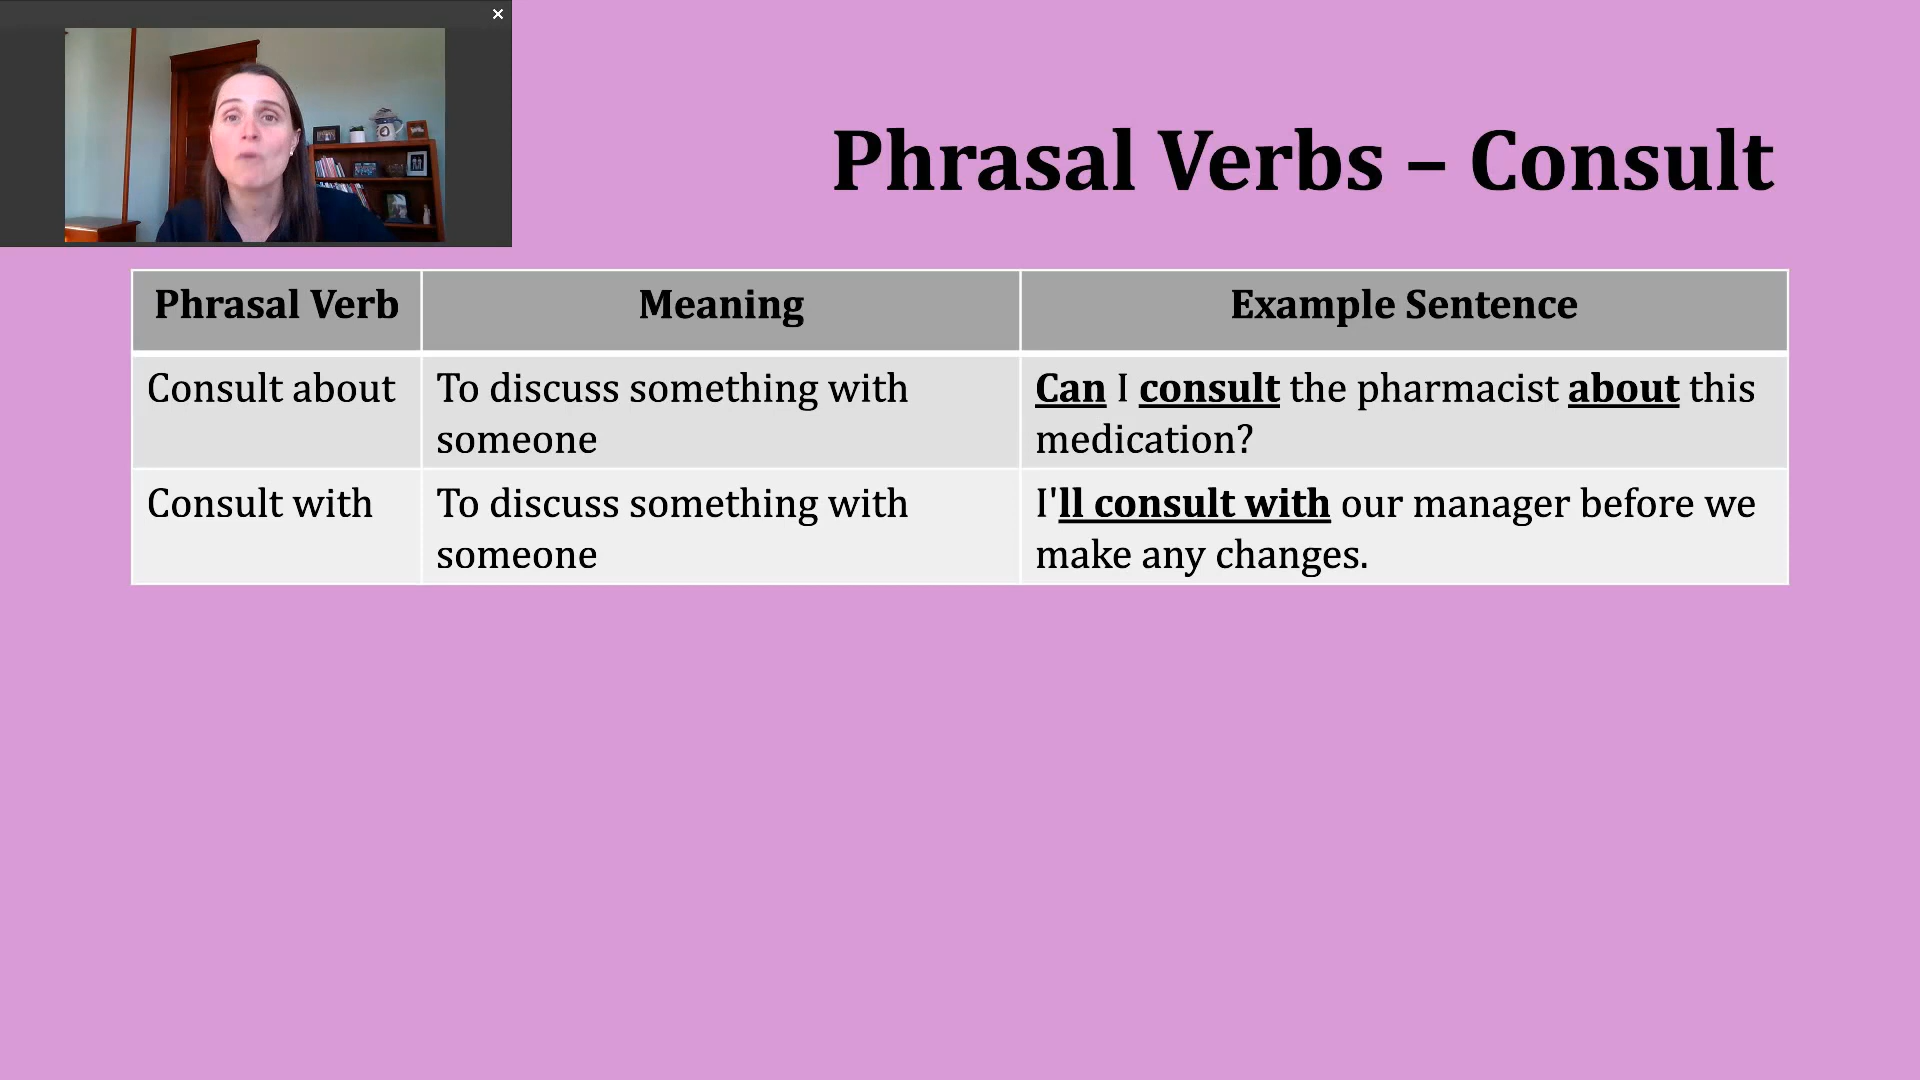 Phrasal Verbs – Consult
Phrasal Verb
Meaning
Example Sentence
Consult about
To discuss something with
someone
Can I consult the pharmacist about this
medication?
Consult with
To discuss something with
someone
I'll consult with our manager before we
make any changes.